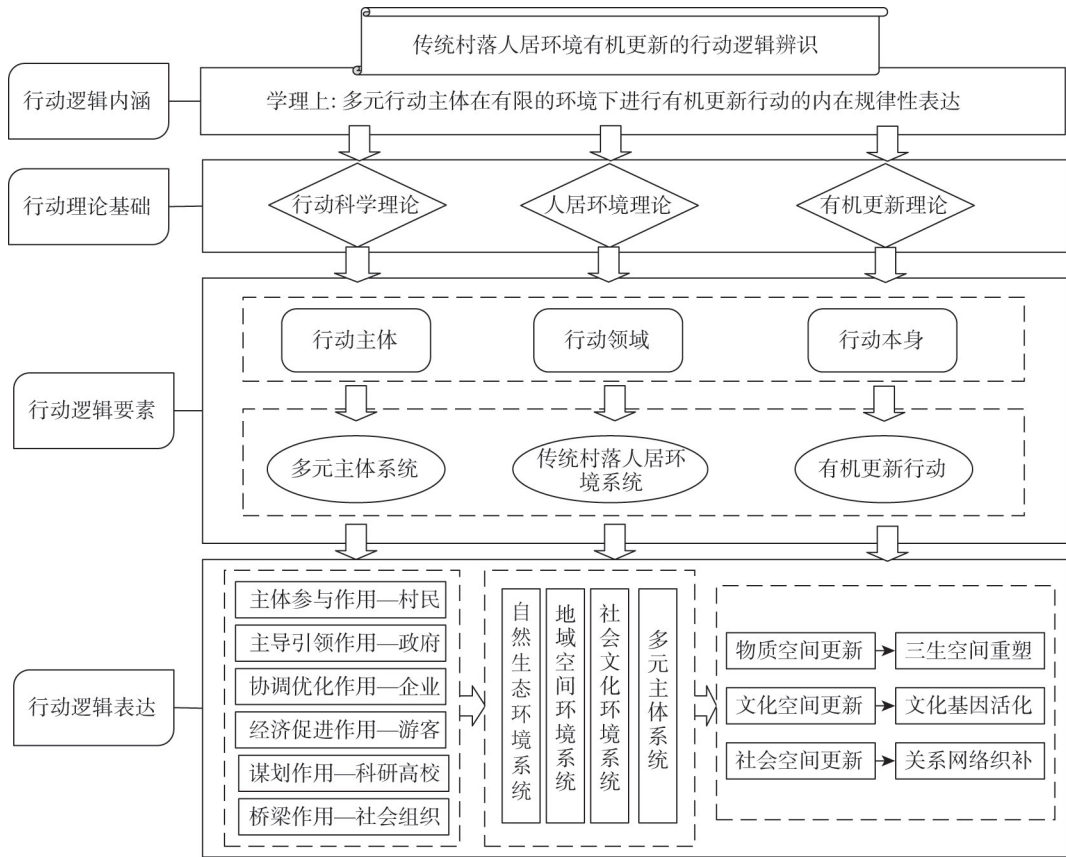 传统村落人居环境有机更新的行动逻辑辨识
行动逻辑内涵
学理上: 多元行动主体在有限的环境下进行有机更新行动的内在规律性表达
行动理论基础
行动科学理论
人居环境理论
有机更新理论
行动逻辑要素
行动主体
行动领域
行动本身
多元主体系统
传统村落人居环
境系统
有机更新行动
行动逻辑表达
主体参与作用—村民
主导引领作用—政府
协调优化作用—企业
经济促进作用—游客
谋划作用—科研高校
桥梁作用—社会组织
自然生态环境系统
地域空间环境系统
社会文化环境系统
多元主体系统
物质空间更新
三生空间重塑
文化空间更新
文化基因活化
社会空间更新
关系网络织补